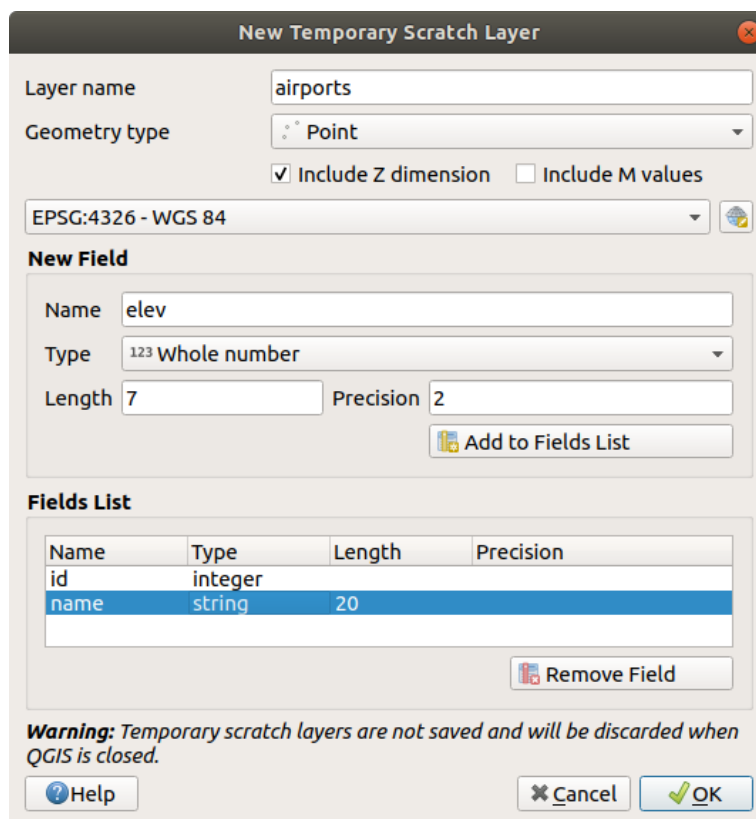 New Temporary Scratch Layer
Layer name airports
Geometry type Point
Include Z dimension Include M values
EPSG:4326 - WGS 84
New Field
Name elev
Type 123 Whole number
Length 7 Precision 2
Add to Fields List
Fields List
Name Type Length Precision
id integer
name string 20
Remove Field
Warning: Temporary scratch layers are not saved and will be discarded when
QGIS is closed.
Help Cancel OK